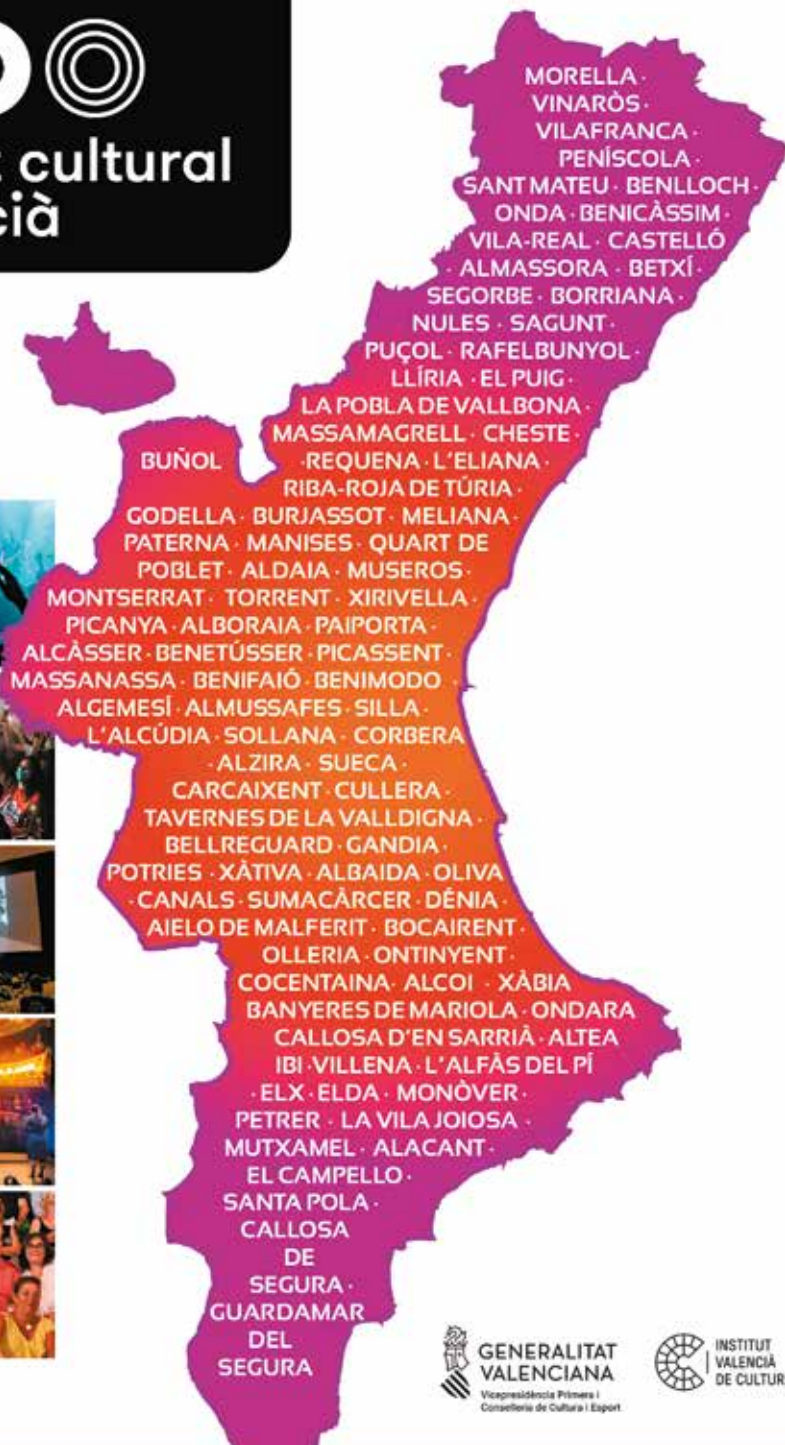 cultural
cià
MORELLA ·
VINARÒS ·
VILAFRANCA ·
PENÍSCOLA ·
SANT MATEU · BENLLOCH ·
ONDA · BENICÀSSIM ·
VILA-REAL · CASTELLÓ
· ALMASSORA · BETXÍ ·
SEGORBE · BORRIANA ·
NULES · SAGUNT ·
PUÇOL · RAFELBUNYOL ·
LLÍRIA · EL PUIG ·
LA POBLA DE VALLBONA ·
MASSAMAGRELL · CHESTE ·
BUÑOL · REQUENA · L'ELIANA ·
RIBA-ROJA DE TÚRIA ·
GODELLA · BURJASSOT · MELIANA ·
PATERNA · MANISES · QUART DE
POBLET · ALDAIA · MUSEROS ·
MONTSERRAT · TORRENT · XIRIVELLA ·
PICANYA · ALBORAIA · PAIPORTA ·
ALCÀSSER · BENETÚSSER · PICASSENT ·
MASSANASSA · BENIFAIÓ · BENIMODO ·
ALGEMESÍ · ALMUSSAFES · SILLA ·
L'ALCÚDIA · SOLLANA · CORBERA
· ALZIRA · SUECA ·
CARCAIXENT · CULLERA ·
TAVERNES DE LA VALLDIGNA ·
BELLREGUARD · GANDIA ·
POTRIES · XÀTIVA · ALBAIDA · OLIVA
· CANALS · SUMACÀRCER · DÉNIA ·
AIELO DE MALFERIT · BOCAIRENT ·
OLLERIA · ONTINYENT ·
COCENTAINA · ALCOI · XÀBIA
BANYERES DE MARIOLA · ONDARA
CALLOSA D'EN SARRIÀ · ALTEA
IBI · VILLENA · L'ALFÀS DEL PÍ
· ELX · ELDA · MONÒVER ·
PETRER · LA VILA JOIOSA ·
MUTXAMEL · ALACANT ·
EL CAMPELLO ·
SANTA POLA ·
CALLOSA
DE
SEGURA ·
GUARDAMAR
DEL
SEGURA
GENERALITAT
VALENCIANA
Vicepresidència Primera i
Conselleria de Cultura i Esport
INSTITUT
VALENCIÀ
DE CULTUR